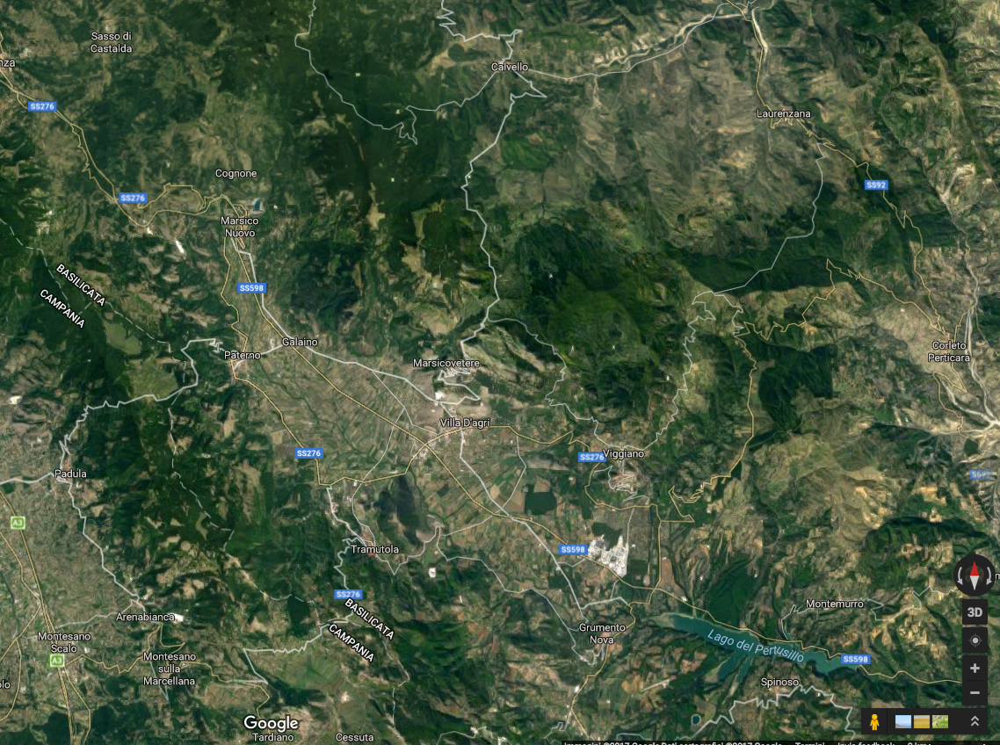 Sasso di
Castalda
nza
Calvello
SS276
Laurenzana
Cognone
SS92
SS276
Marsico
Nuovo
BASILICATA
CAMPANIA
SS598
Galaino
Paterno
Corleto
Perticara
Marsicovetere
Villa D'agri
SS276
SS276
Viggiano
Padula
A3
Tramutola
SS598
SS276
BASILICATA
CAMPANIA
Montemurro
3D
Arenabianca
Grumento
Nova
Montesano
Scalo
A3
Lago del Pertusillo
SS598
Montesano
sulla
Marcellana
Spinoso
Google
Tardiano
Cessuta